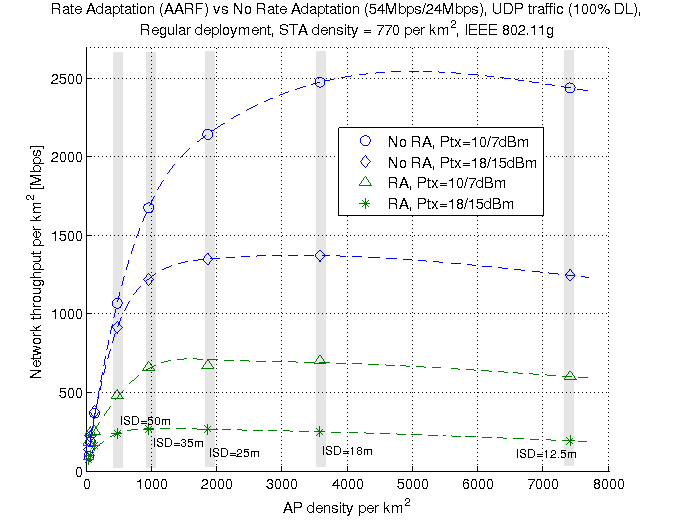 Rate Adaptation (AARF) vs No Rate Adaptation (54Mbps/24Mbps), UDP traffic (100% DL),
Regular deployment, STA density = 770 per km², IEEE 802.11g
Network throughput per km² [Mbps]
2500
2000
1500
1000
500
0
No RA, Ptx=10/7dBm
No RA, Ptx=18/15dBm
RA, Ptx=10/7dBm
RA, Ptx=18/15dBm
ISD=50m
ISD=35m
ISD=25m
ISD=18m
ISD=12.5m
0 1000 2000 3000 4000 5000 6000 7000 8000
AP density per km²